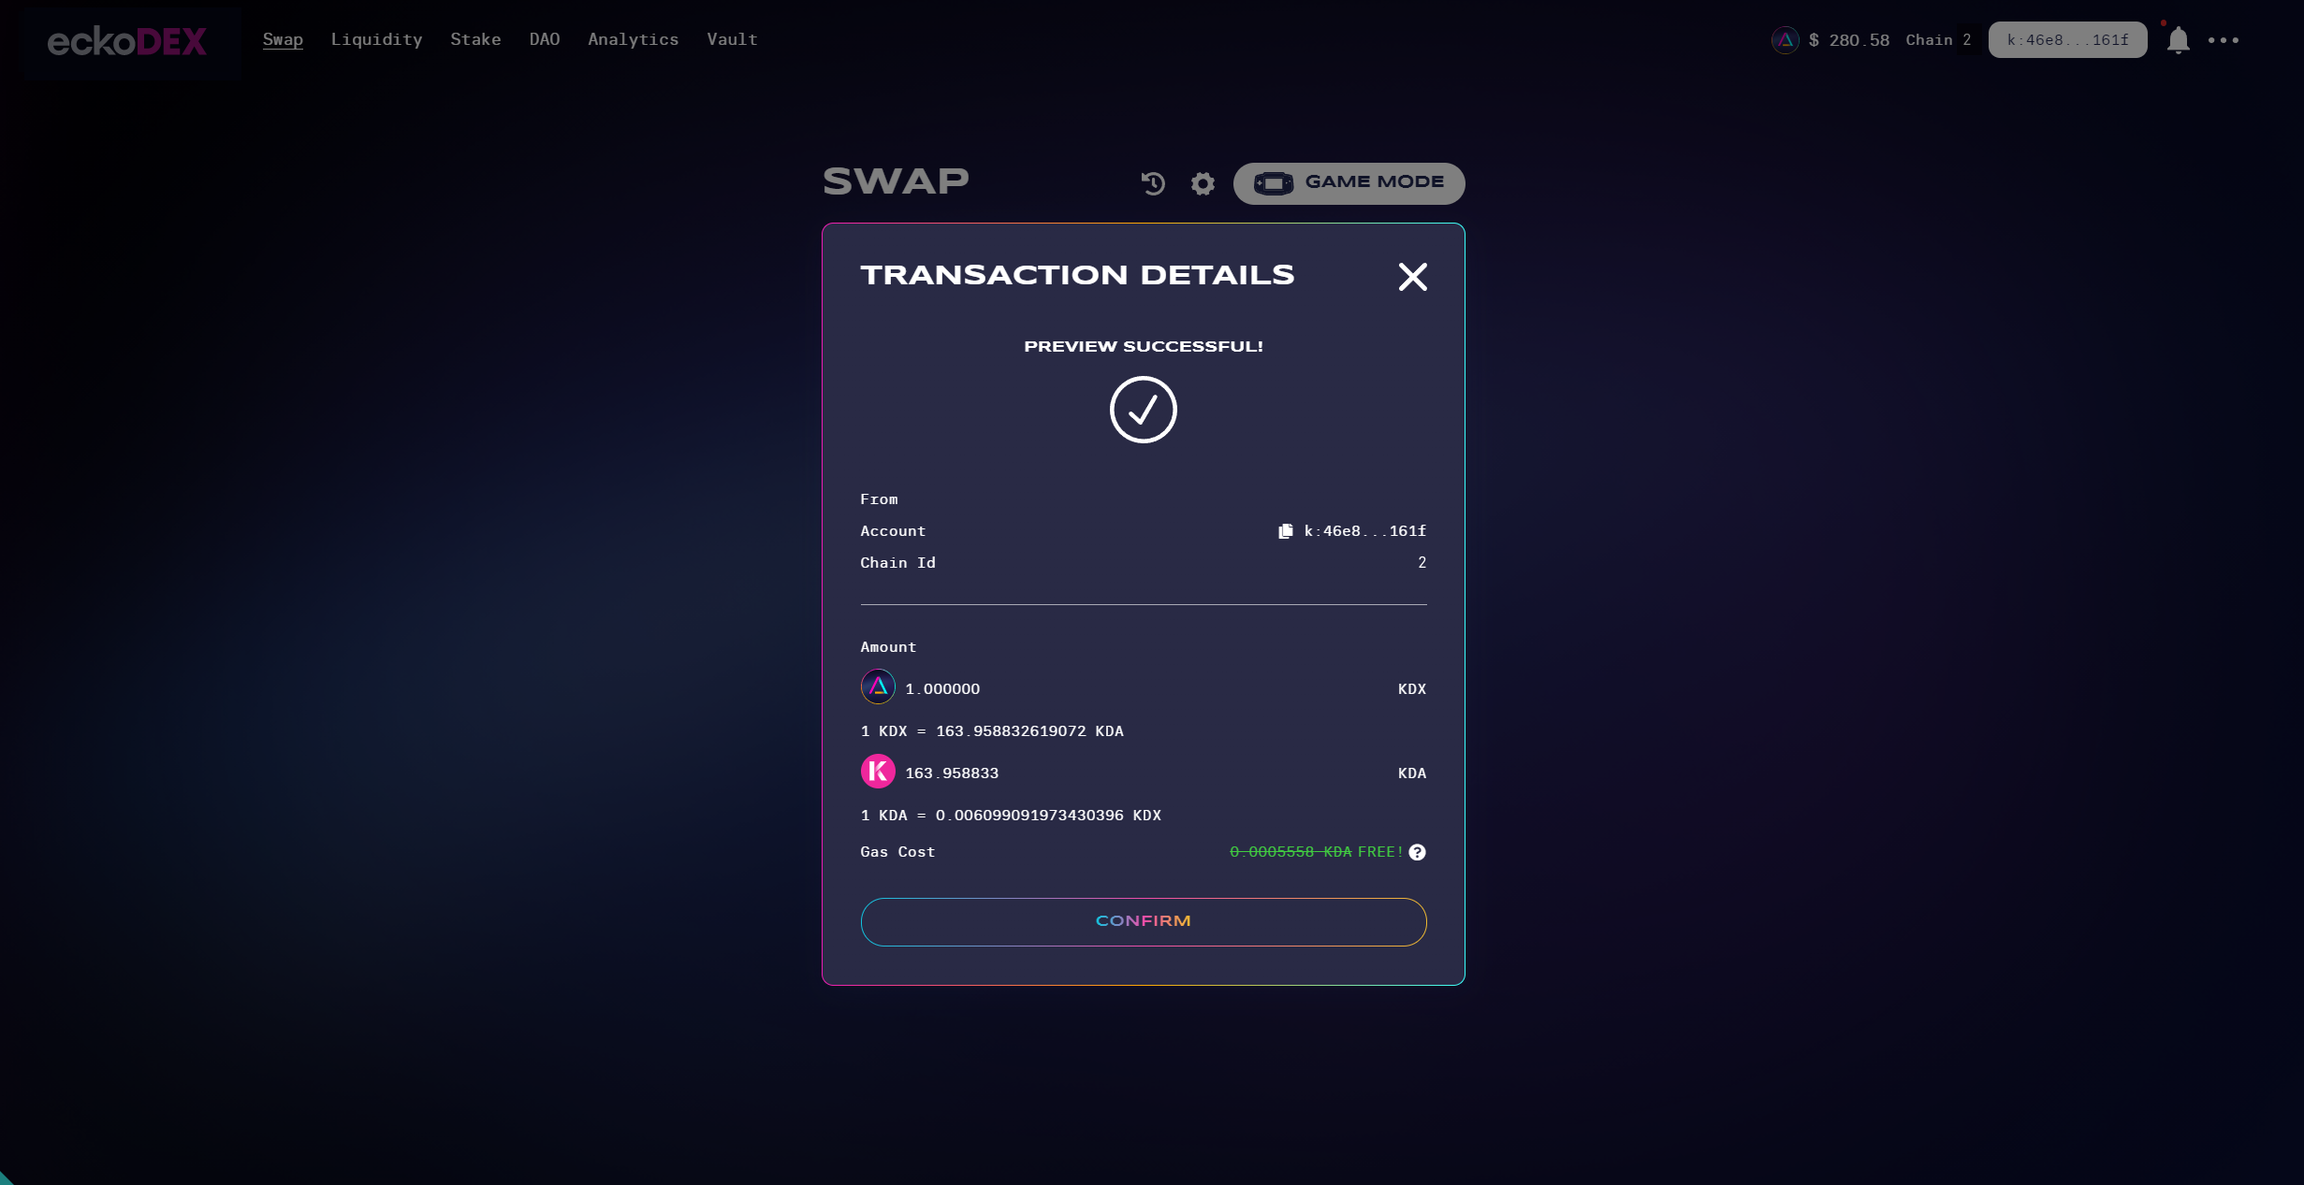 eckoDEX Swap Liquidity Stake DAO Analytics Vault $ 280.58 Chain 2 k:46e8...161f
SWAP GAME MODE
TRANSACTION DETAILS
PREVIEW SUCCESSFUL!
From
Account k:46e8...161f
Chain Id 2
Amount
1.000000 KDX
1 KDX = 163.958832619072 KDA
163.958833 KDA
1 KDA = 0.006099091973430396 KDX
Gas Cost 0.0005558 KDA FREE!
CONFIRM